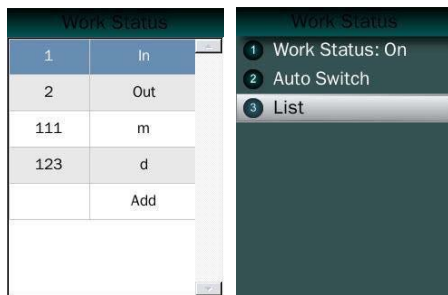 Work Status
1 In
2 Out
111 m
123 d
Add
Work Status
1 Work Status: On
2 Auto Switch
3 List